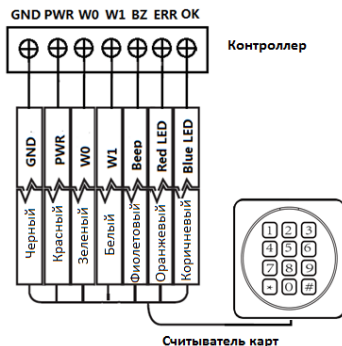 GND PWR W0 W1 BZ ERR OK
Контроллер
GND PWR W0 W1 Beep Red LED Blue LED
Черный Красный Зеленый Белый Фиолетовый Оранжевый Коричневый
1 2 3
4 5 6
7 8 9
* 0 #
Считыватель карт